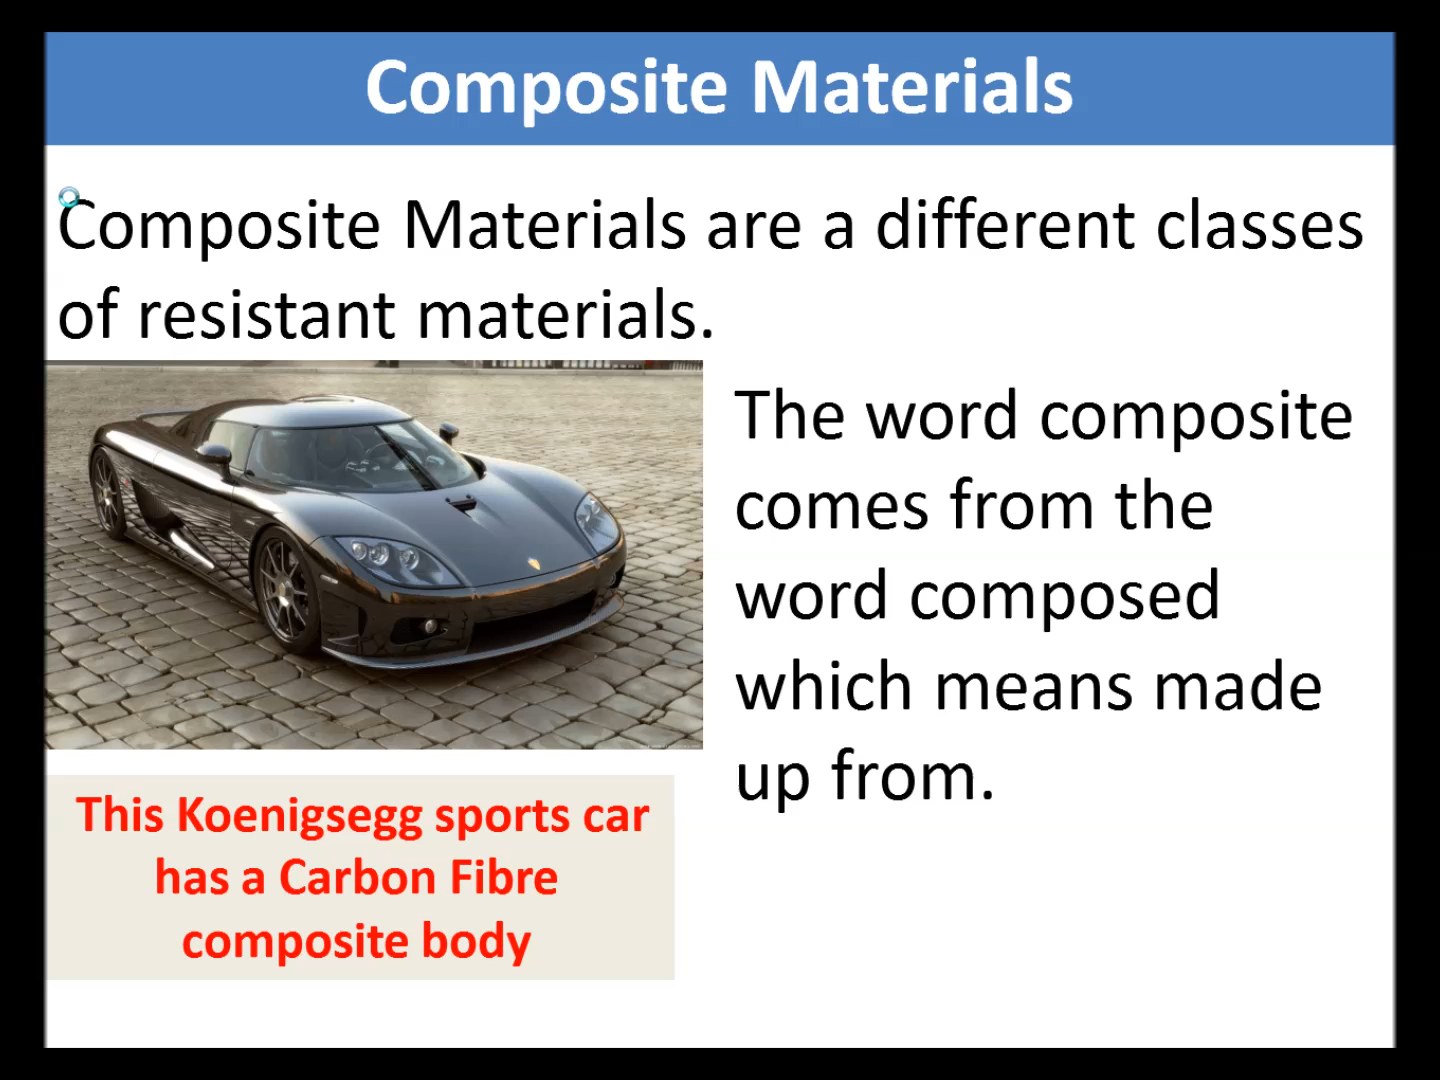 Composite Materials
Composite Materials are a different classes
of resistant materials.
The word composite
comes from the
word composed
which means made
up from.
This Koenigsegg sports car
has a Carbon Fibre
composite body